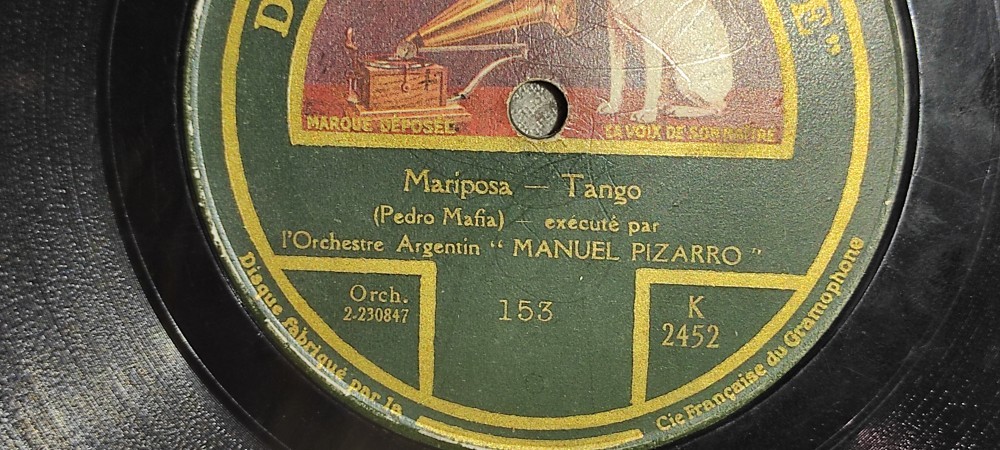 D E"
MARQUE DÉPOSÉE
LA VOIX DE SON MAÎTRE
Mariposa — Tango
(Pedro Mafia) — exécuté par
l'Orchestre Argentin “ MANUEL PIZARRO ”
Orch.
2-230847
153
K
2452
Disque fabriqué par la
Cie Française du Gramophone